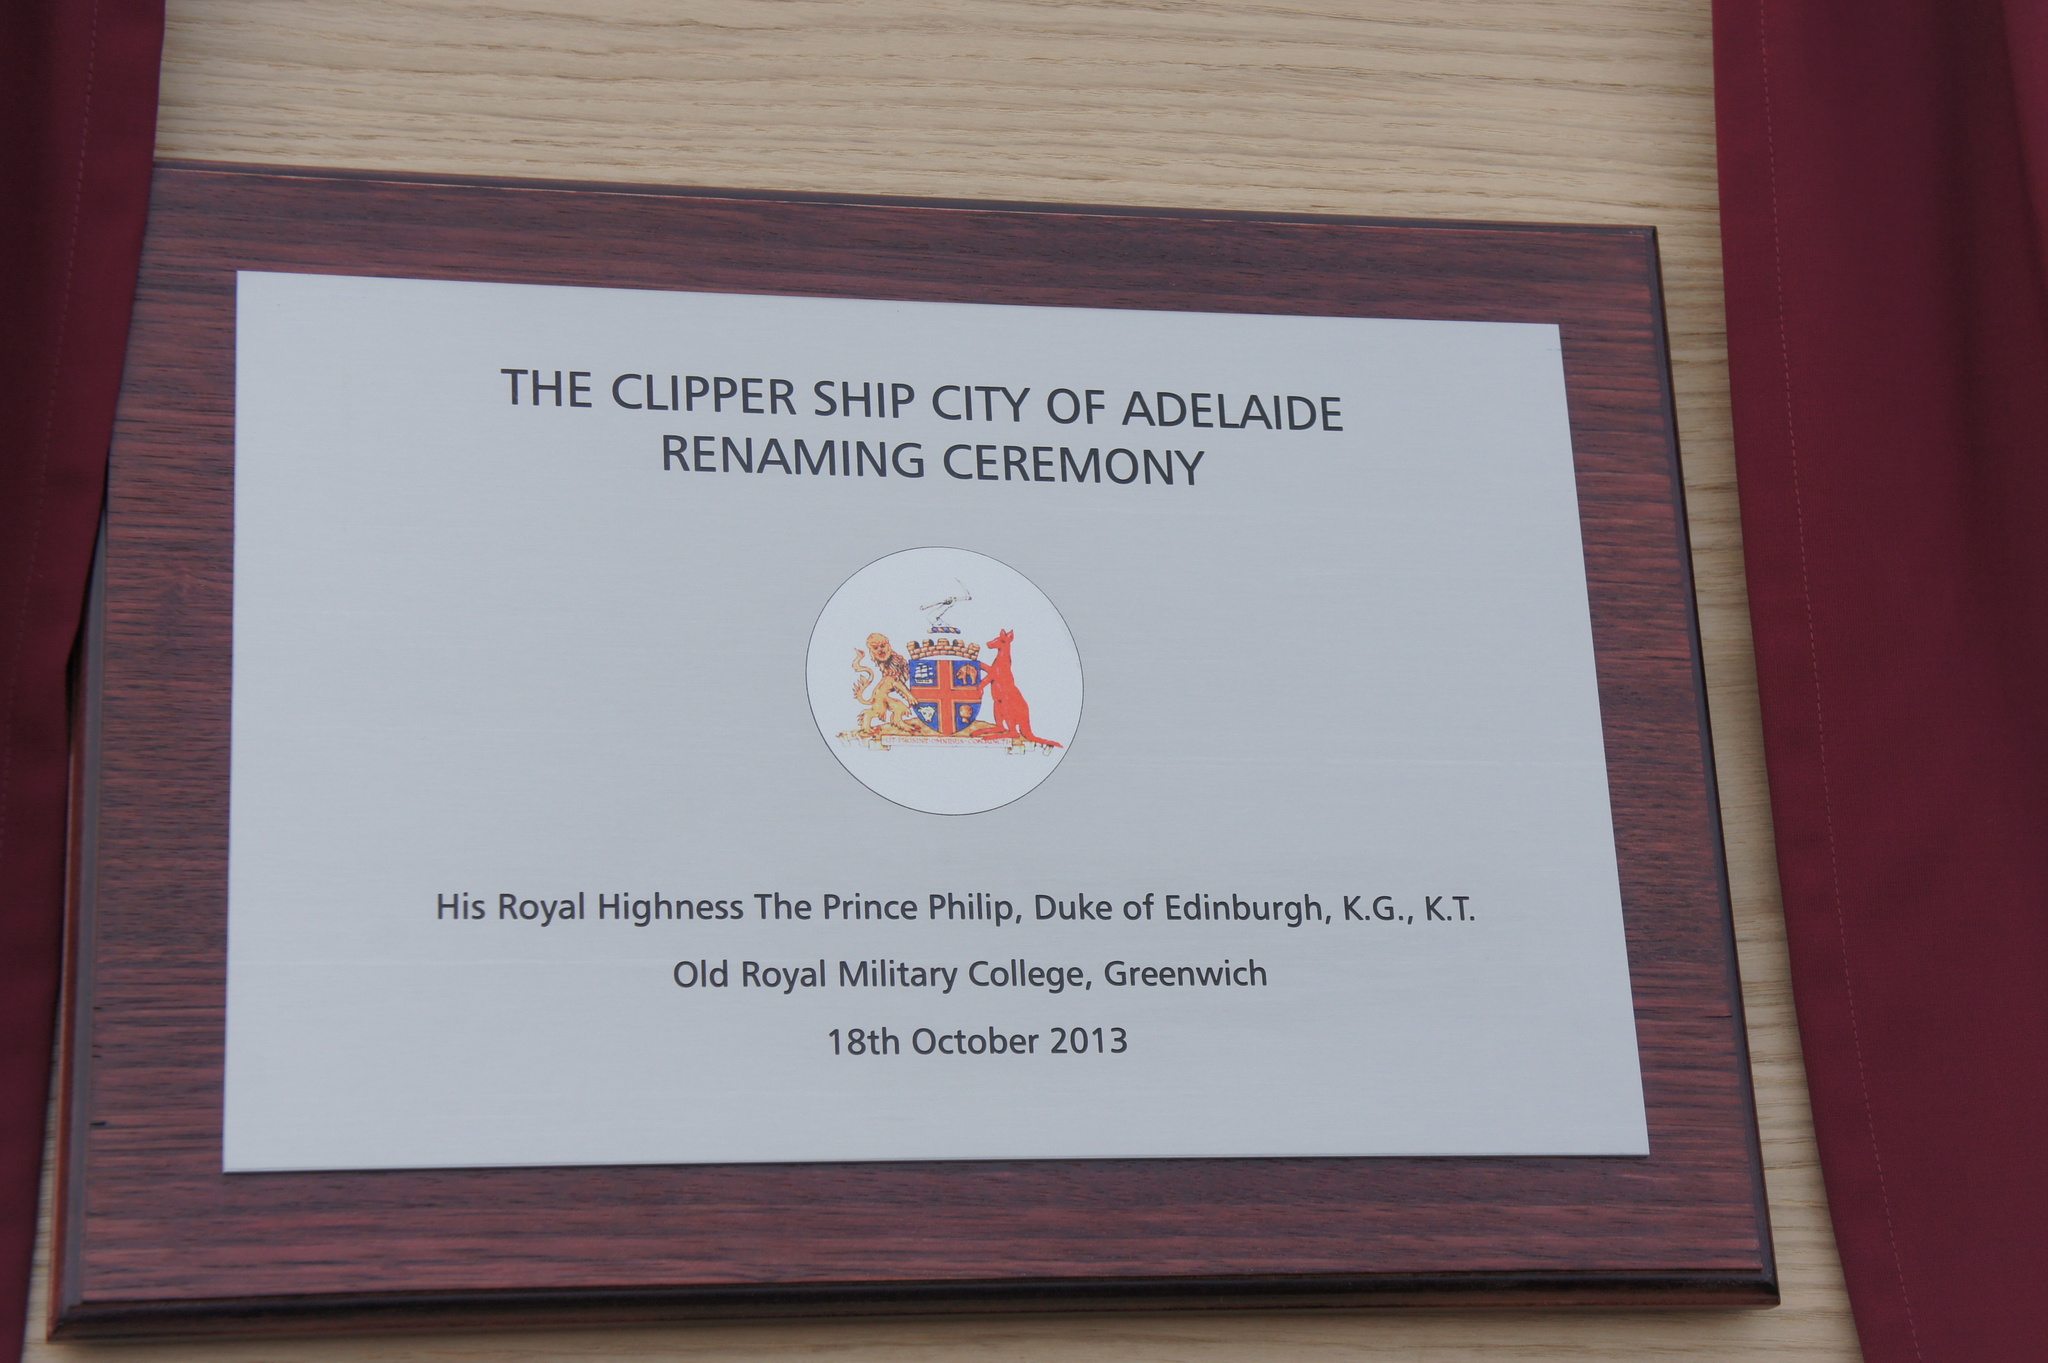 THE CLIPPER SHIP CITY OF ADELAIDE
RENAMING CEREMONY
His Royal Highness The Prince Philip, Duke of Edinburgh, K.G., K.T.
Old Royal Military College, Greenwich
18th October 2013